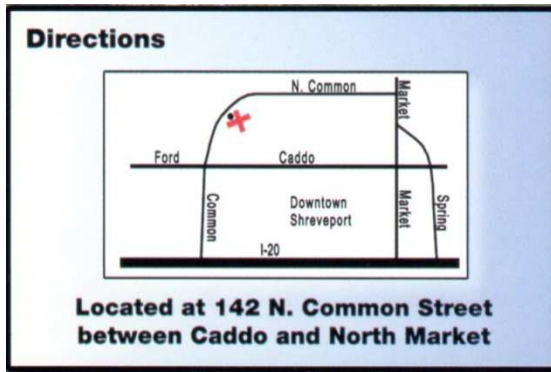 Directions
N. Common
Market
Ford
Caddo
Common
Downtown
Shreveport
Market
Spring
I-20
Located at 142 N. Common Street
between Caddo and North Market